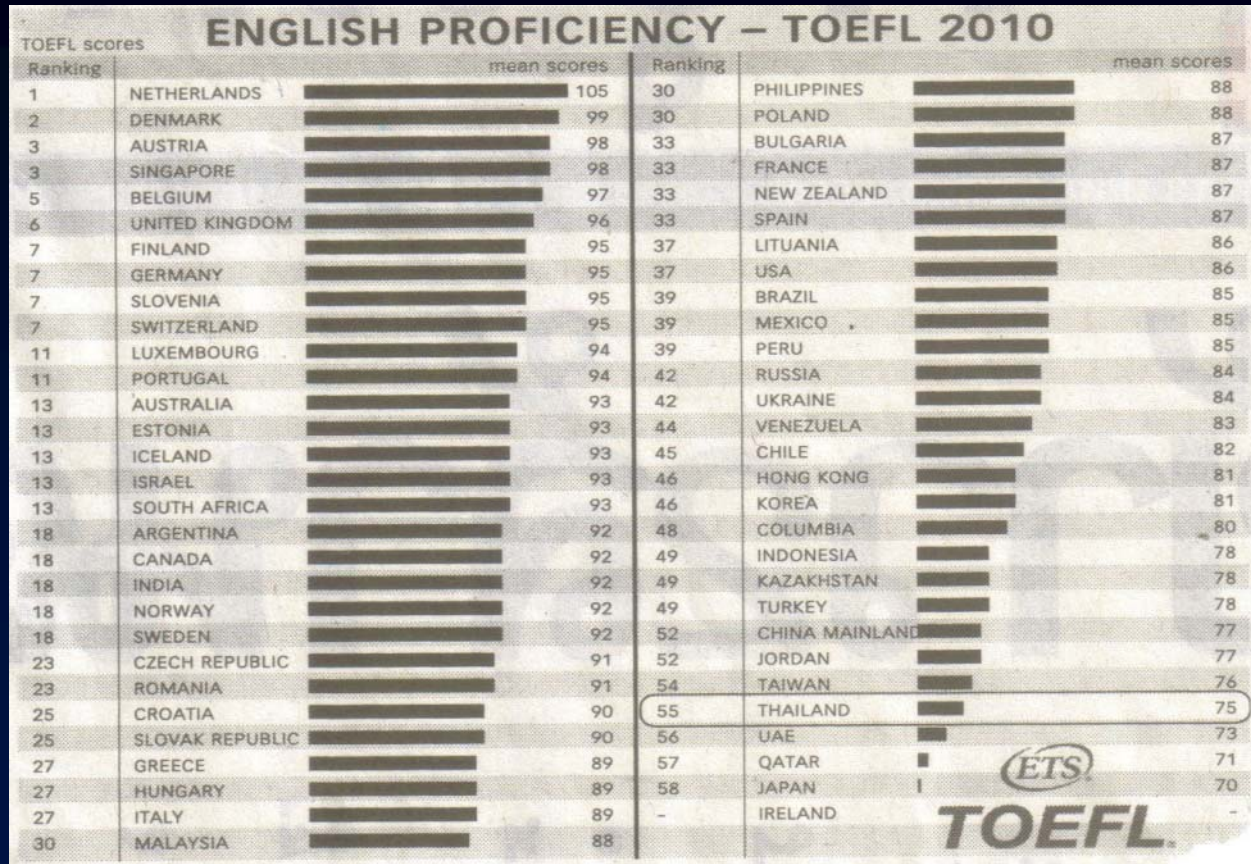 ENGLISH PROFICIENCY – TOEFL 2010
TOEFL scores
Ranking mean scores
1 NETHERLANDS 105
2 DENMARK 99
3 AUSTRIA 98
3 SINGAPORE 98
5 BELGIUM 97
6 UNITED KINGDOM 96
7 FINLAND 95
7 GERMANY 95
7 SLOVENIA 95
7 SWITZERLAND 95
11 LUXEMBOURG 94
11 PORTUGAL 94
13 AUSTRALIA 93
13 ESTONIA 93
13 ICELAND 93
13 ISRAEL 93
13 SOUTH AFRICA 93
18 ARGENTINA 92
18 CANADA 92
18 INDIA 92
18 NORWAY 92
18 SWEDEN 92
23 CZECH REPUBLIC 91
23 ROMANIA 91
25 CROATIA 90
25 SLOVAK REPUBLIC 90
27 GREECE 89
27 HUNGARY 89
27 ITALY 89
30 MALAYSIA 88
Ranking mean scores
30 PHILIPPINES 88
30 POLAND 88
33 BULGARIA 87
33 FRANCE 87
33 NEW ZEALAND 87
33 SPAIN 87
37 LITUANIA 86
37 USA 86
39 BRAZIL 85
39 MEXICO 85
39 PERU 85
42 RUSSIA 84
42 UKRAINE 84
44 VENEZUELA 83
45 CHILE 82
46 HONG KONG 81
46 KOREA 81
48 COLUMBIA 80
49 INDONESIA 78
49 KAZAKHSTAN 78
49 TURKEY 78
52 CHINA MAINLAND 77
52 JORDAN 77
54 TAIWAN 76
55 THAILAND 75
56 UAE 73
57 QATAR 71
58 JAPAN 70
- IRELAND -
ETS
TOEFL